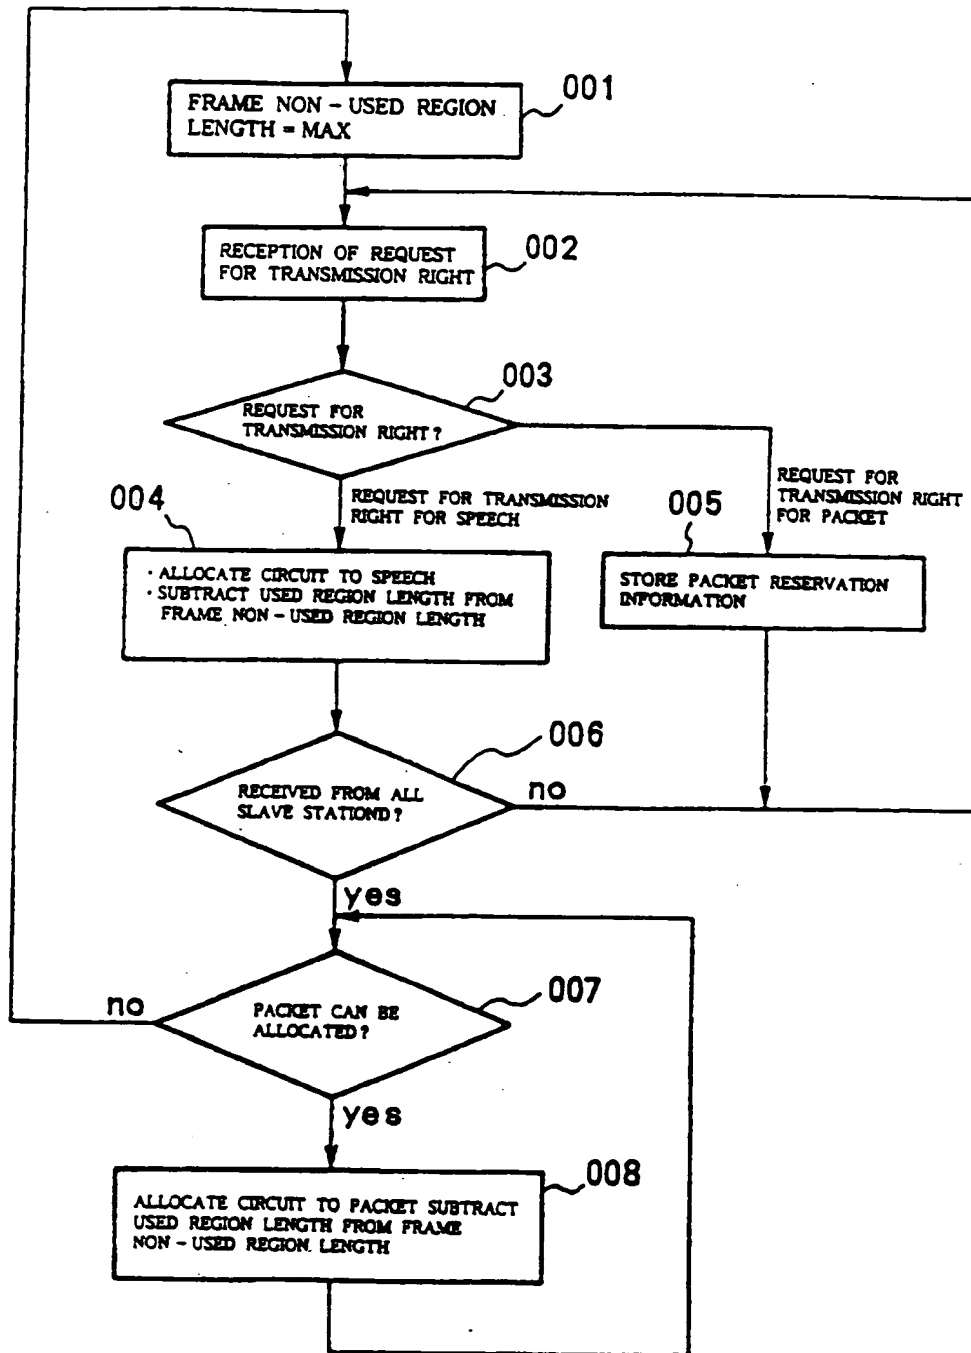 001
FRAME NON-USED REGION
LENGTH = MAX
002
RECEPTION OF REQUEST
FOR TRANSMISSION RIGHT
003
REQUEST FOR
TRANSMISSION RIGHT?
004
REQUEST FOR TRANSMISSION
RIGHT FOR SPEECH
REQUEST FOR
TRANSMISSION RIGHT
FOR PACKET
005
· ALLOCATE CIRCUIT TO SPEECH
· SUBTRACT USED REGION LENGTH FROM
FRAME NON-USED REGION LENGTH
STORE PACKET RESERVATION
INFORMATION
006
RECEIVED FROM ALL
SLAVE STATIOND?
no
yes
007
PACKET CAN BE
ALLOCATED?
no
yes
008
ALLOCATE CIRCUIT TO PACKET SUBTRACT
USED REGION LENGTH FROM FRAME
NON-USED REGION LENGTH